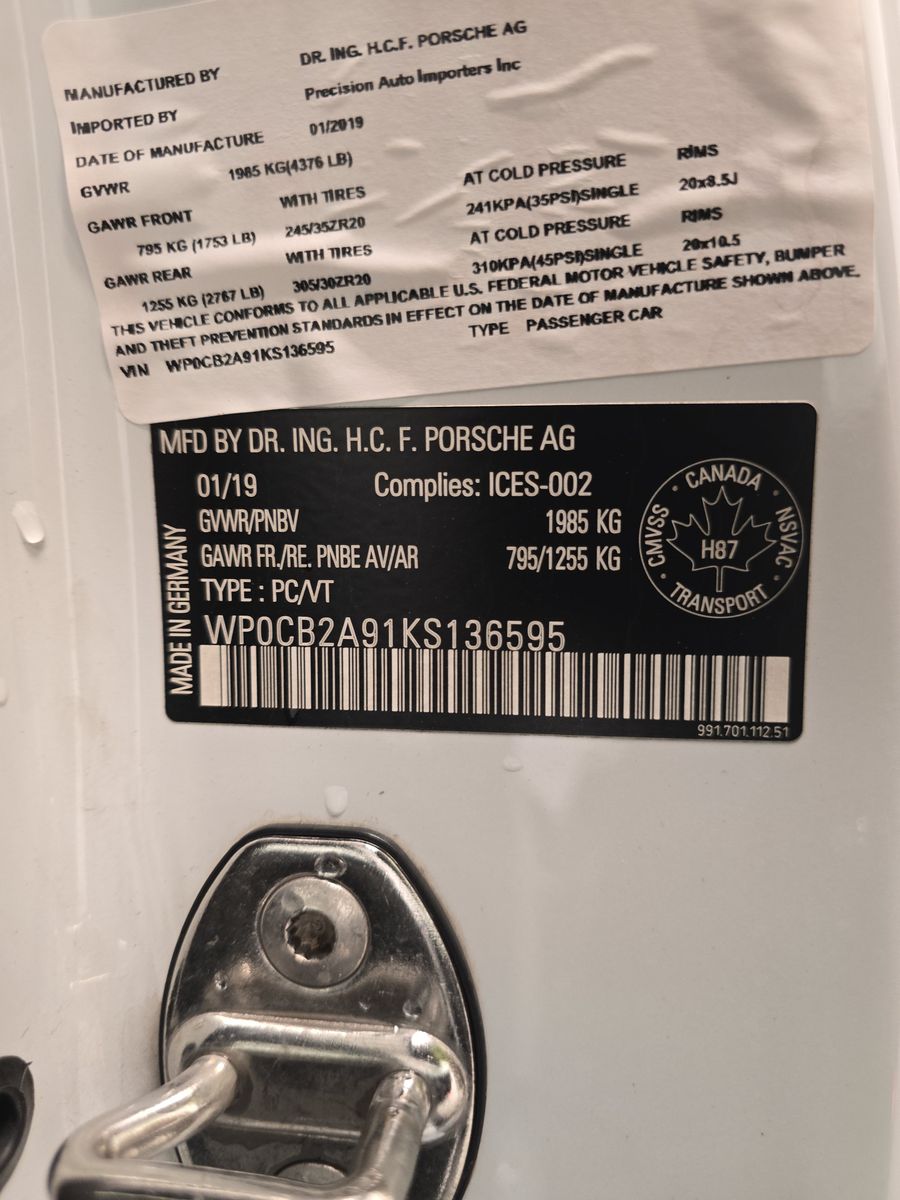 MANUFACTURED BY DR. ING. H.C.F. PORSCHE AG
IMPORTED BY Precision Auto Importers Inc
DATE OF MANUFACTURE 01/2019
GVWR 1985 KG(4376 LB)
GAWR FRONT WITH TIRES AT COLD PRESSURE RIMS
795 KG (1753 LB) 245/35ZR20 241KPA(35PSI)SINGLE 20x8.5J
GAWR REAR WITH TIRES AT COLD PRESSURE RIMS
1255 KG (2767 LB) 305/30ZR20 310KPA(45PSI)SINGLE 20x10.5
THIS VEHICLE CONFORMS TO ALL APPLICABLE U.S. FEDERAL MOTOR VEHICLE SAFETY, BUMPER
AND THEFT PREVENTION STANDARDS IN EFFECT ON THE DATE OF MANUFACTURE SHOWN ABOVE.
VIN WP0CB2A91KS136595 TYPE PASSENGER CAR
MFD BY DR. ING. H.C. F. PORSCHE AG
01/19 Complies: ICES-002
GVWR/PNBV 1985 KG
GAWR FR./RE. PNBE AV/AR 795/1255 KG
TYPE : PC/VT
WP0CB2A91KS136595
MADE IN GERMANY
CANADA
CMVSS
NSVAC
H87
TRANSPORT
991.701.112.51